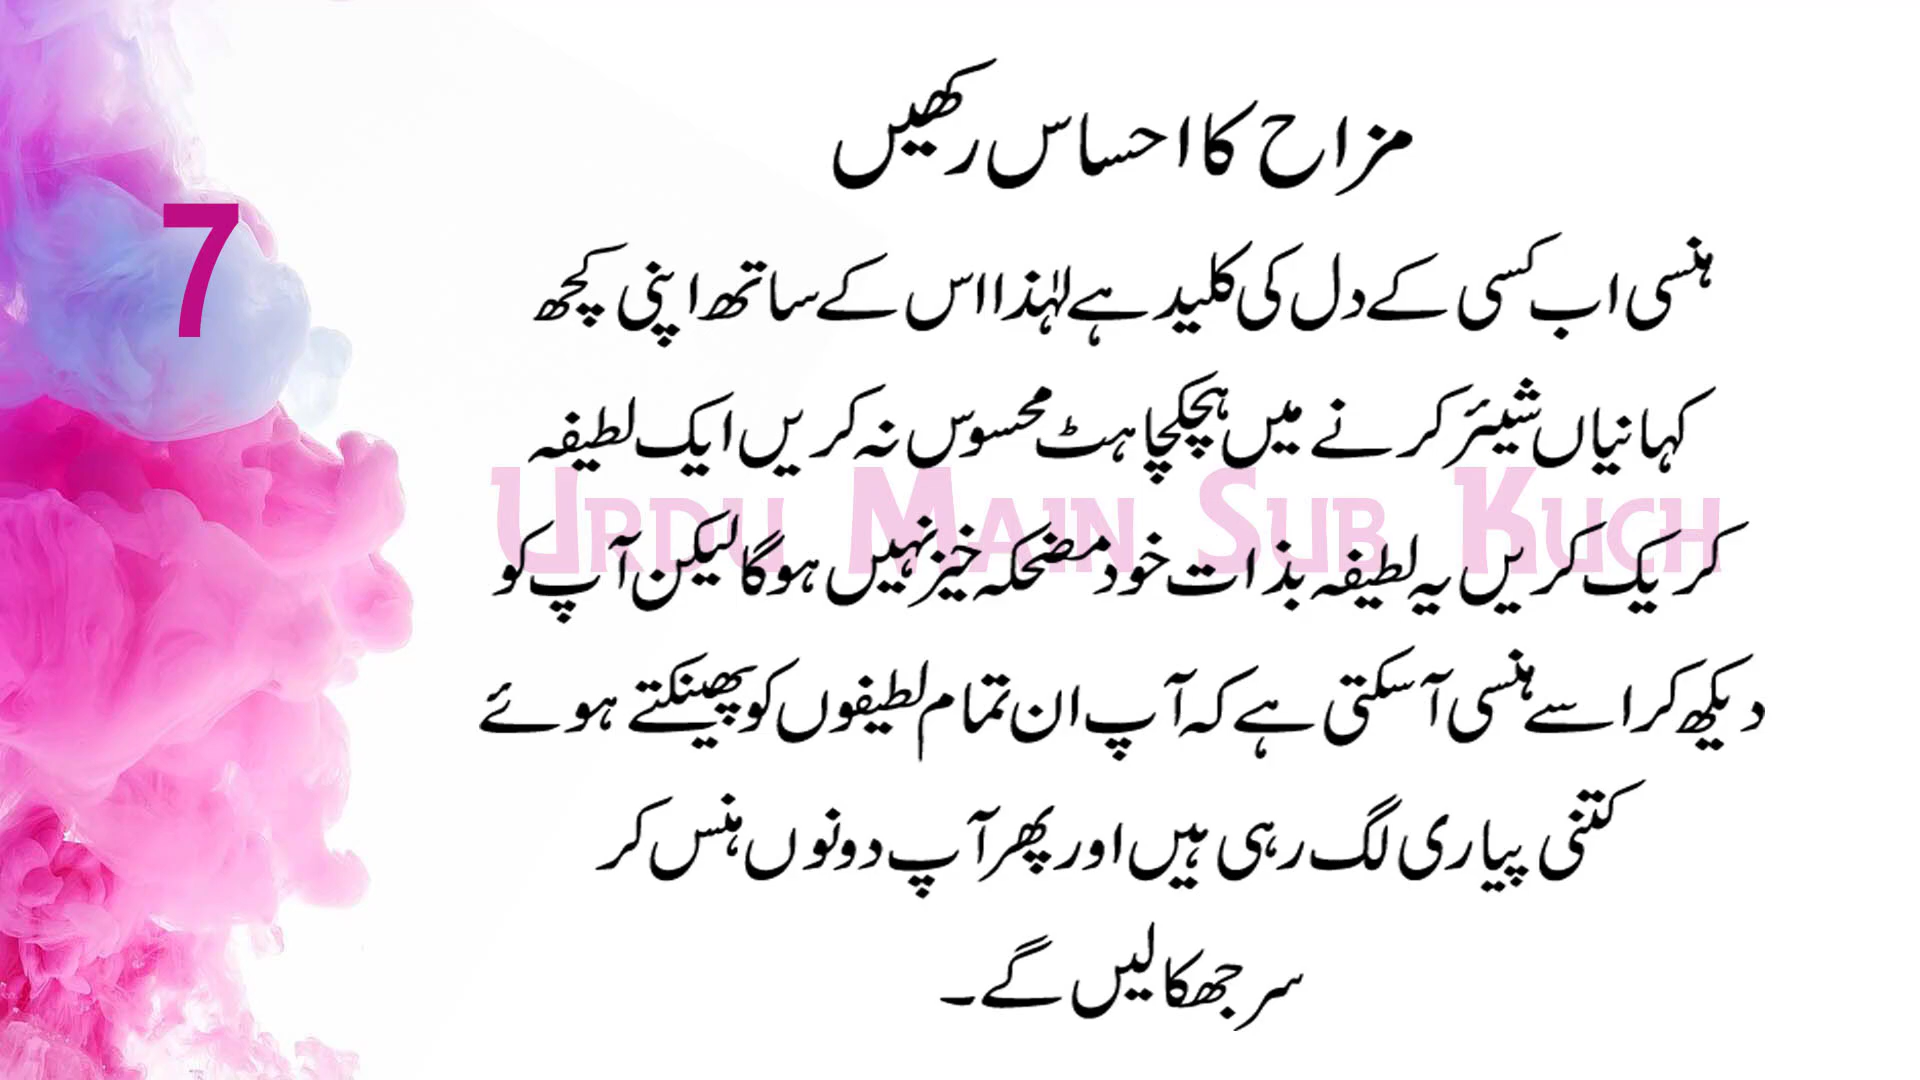 7
مزاح کا احساس رکھیں
ہنسی اب کسی کے دل کی کلید ہے لہٰذا اس کے ساتھ اپنی کچھ
کہانیاں شیئر کرنے میں ہچکچاہٹ محسوس نہ کریں ایک لطیفہ
Urdu Main Sub Kuch
کریک کریں یہ لطیفہ بذات خود مضحکہ خیز نہیں ہوگا لیکن آپ کو
دیکھ کر اسے ہنسی آسکتی ہے کہ آپ ان تمام لطیفوں کو پھینکتے ہوئے
کتنی پیاری لگ رہی ہیں اور پھر آپ دونوں ہنس کر
سر جھکا لیں گے۔